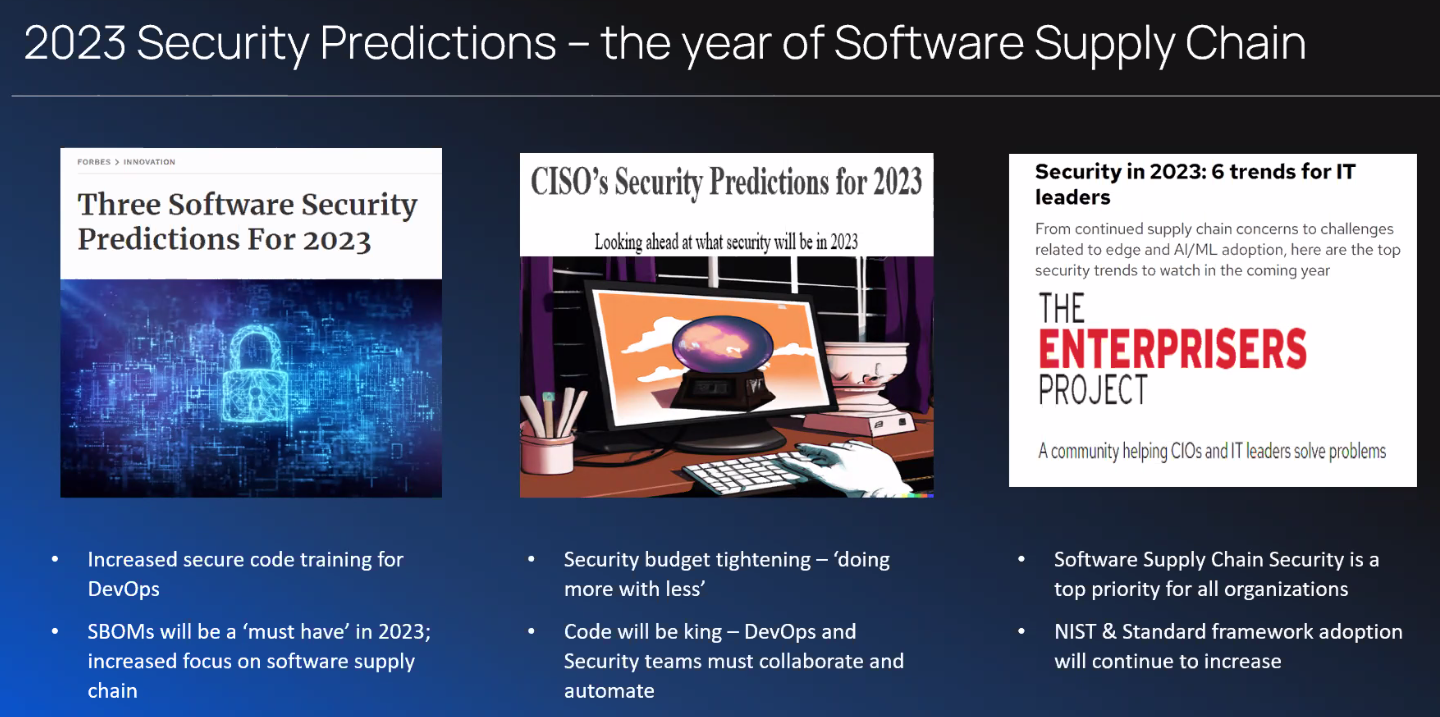 2023 Security Predictions – the year of Software Supply Chain
FORBES > INNOVATION
Three Software Security
Predictions For 2023
• Increased secure code training for
DevOps
• SBOMs will be a ‘must have’ in 2023;
increased focus on software supply
chain
CISO's Security Predictions for 2023
Looking ahead at what security will be in 2023
• Security budget tightening – ‘doing
more with less’
• Code will be king – DevOps and
Security teams must collaborate and
automate
Security in 2023: 6 trends for IT
leaders
From continued supply chain concerns to challenges
related to edge and AI/ML adoption, here are the top
security trends to watch in the coming year
THE
ENTERPRISERS
PROJECT
A community helping CIOs and IT leaders solve problems
• Software Supply Chain Security is a
top priority for all organizations
• NIST & Standard framework adoption
will continue to increase